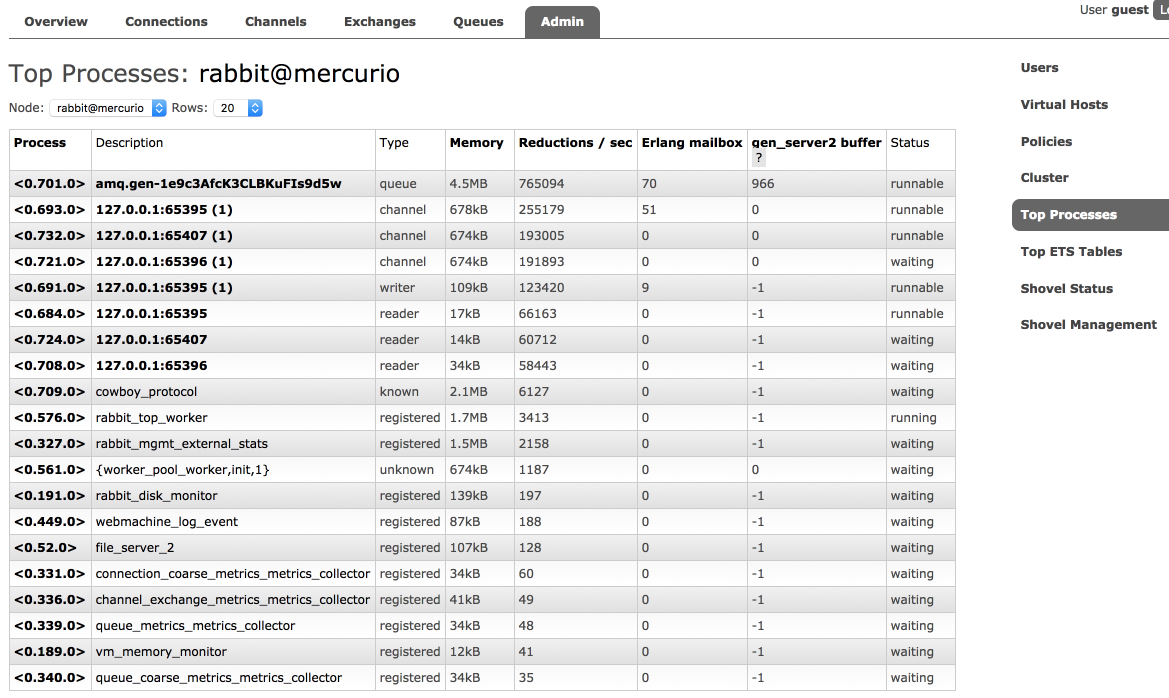 Overview Connections Channels Exchanges Queues Admin User guest
Top Processes: rabbit@mercurio
Node: rabbit@mercurio Rows: 20
Process Description Type Memory Reductions / sec Erlang mailbox gen_server2 buffer Status
?
<0.701.0> amq.gen-1e9c3AfcK3CLBKuFIs9d5w queue 4.5MB 765094 70 966 runnable
<0.693.0> 127.0.0.1:65395 (1) channel 678kB 255179 51 0 runnable
<0.732.0> 127.0.0.1:65407 (1) channel 674kB 193005 0 0 runnable
<0.721.0> 127.0.0.1:65396 (1) channel 674kB 191893 0 0 waiting
<0.691.0> 127.0.0.1:65395 (1) writer 109kB 123420 9 -1 runnable
<0.684.0> 127.0.0.1:65395 reader 17kB 66163 0 -1 runnable
<0.724.0> 127.0.0.1:65407 reader 14kB 60712 0 -1 waiting
<0.708.0> 127.0.0.1:65396 reader 34kB 58443 0 -1 waiting
<0.709.0> cowboy_protocol known 2.1MB 6127 0 -1 waiting
<0.576.0> rabbit_top_worker registered 1.7MB 3413 0 -1 running
<0.327.0> rabbit_mgmt_external_stats registered 1.5MB 2158 0 -1 waiting
<0.561.0> {worker_pool_worker,init,1} unknown 674kB 1187 0 0 waiting
<0.191.0> rabbit_disk_monitor registered 139kB 197 0 -1 waiting
<0.449.0> webmachine_log_event registered 87kB 188 0 -1 waiting
<0.52.0> file_server_2 registered 107kB 128 0 -1 waiting
<0.331.0> connection_coarse_metrics_metrics_collector registered 34kB 60 0 -1 waiting
<0.336.0> channel_exchange_metrics_metrics_collector registered 41kB 49 0 -1 waiting
<0.339.0> queue_metrics_metrics_collector registered 34kB 48 0 -1 waiting
<0.189.0> vm_memory_monitor registered 12kB 41 0 -1 waiting
<0.340.0> queue_coarse_metrics_metrics_collector registered 34kB 35 0 -1 waiting
Users
Virtual Hosts
Policies
Cluster
Top Processes
Top ETS Tables
Shovel Status
Shovel Management